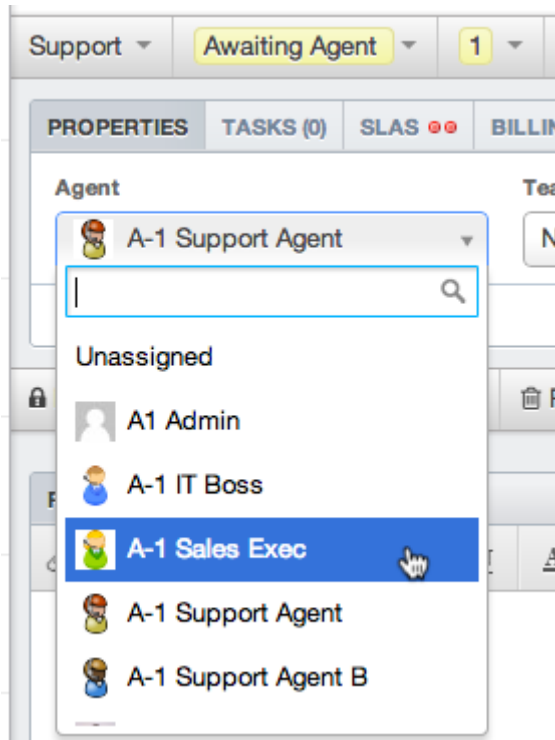 Support Awaiting Agent 1
PROPERTIES TASKS (0) SLAS
Agent
A-1 Support Agent
Unassigned
A1 Admin
A-1 IT Boss
A-1 Sales Exec
A-1 Support Agent
A-1 Support Agent B